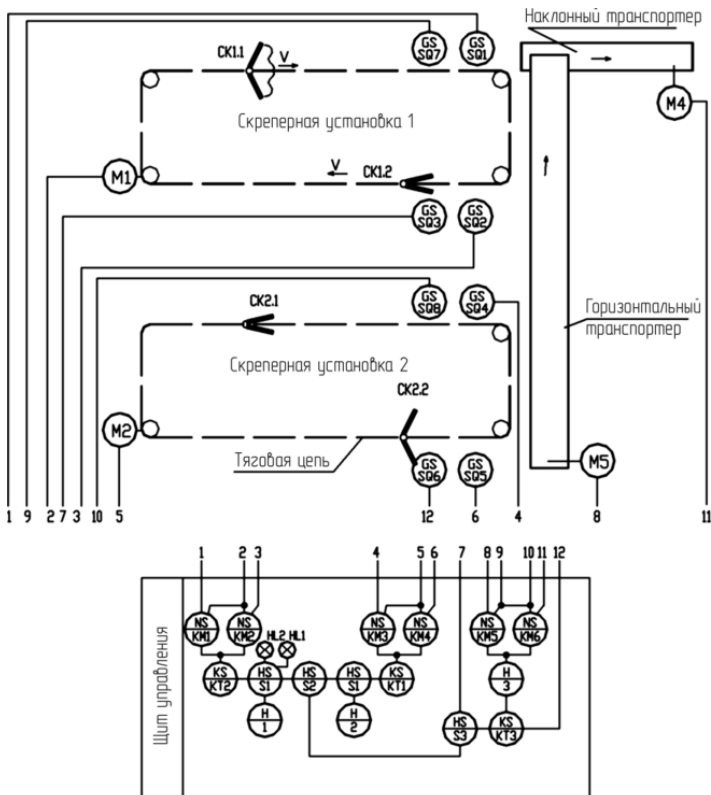 Наклонный транспортер
GS SQ7
GS SQ1
СК1.1
V
M4
Скреперная установка 1
M1
V
СК1.2
GS SQ3
GS SQ2
СК2.1
GS SQ8
GS SQ4
Горизонтальный
транспортер
Скреперная установка 2
СК2.2
M2
Тяговая цепь
GS SQ6
GS SQ5
M5
1 9 2 7 3 10 5 12 6 4 8 11
1 2 3 4 5 6 7 8 9 10 11 12
NS KM1
NS KM2
HL2 HL1
NS KM3
NS KM4
NS KM5
NS KM6
KS KT2
HS S1
HS S2
HS S1
KS KT1
H 3
H 1
H 2
HS S3
KS KT3
Щит управления